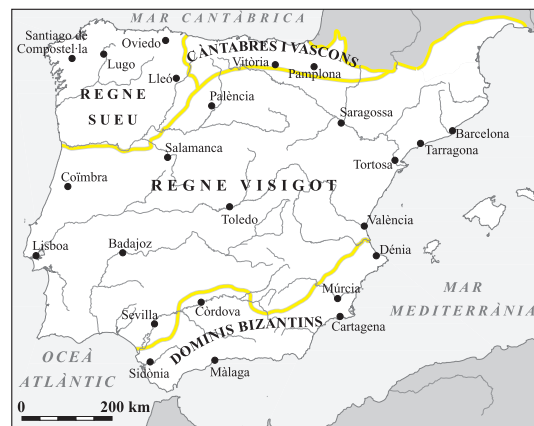 MAR CANTÀBRICA
Santiago de
Compostel·la
Oviedo
Lugo
CÀNTABRES I VASCONS
Vitòria
Pamplona
Lleó
REGNE
SUEU
Palència
Saragossa
Barcelona
Tarragona
Salamanca
Tortosa
Coïmbra
REGNE VISIGOT
Toledo
València
Lisboa
Badajoz
Dénia
MAR
MEDITERRÀNIA
Múrcia
Sevilla
Còrdova
Cartagena
DOMINIS BIZANTINS
OCEÀ
ATLÀNTIC
Sidònia
Màlaga
0 200 km